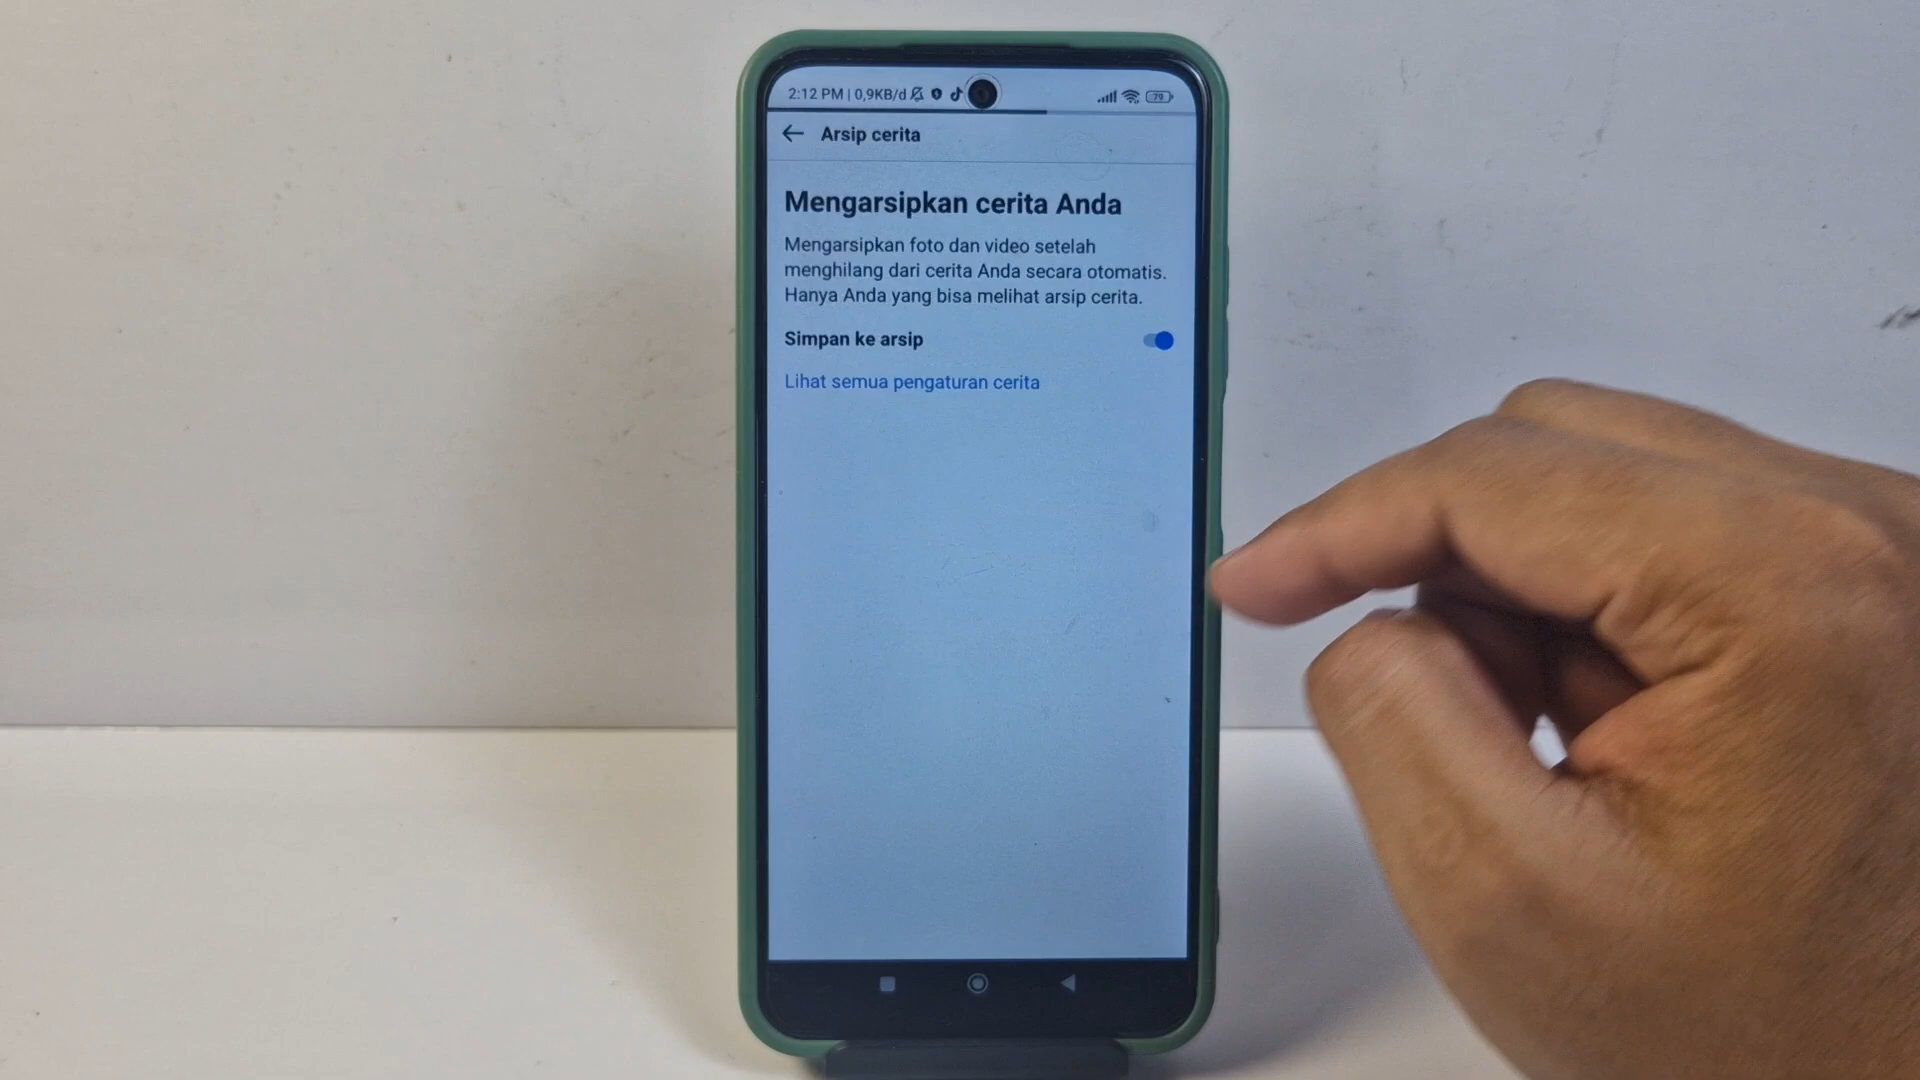 2:12 PM | 0,9KB/d 79
Arsip cerita
Mengarsipkan cerita Anda
Mengarsipkan foto dan video setelah
menghilang dari cerita Anda secara otomatis.
Hanya Anda yang bisa melihat arsip cerita.
Simpan ke arsip
Lihat semua pengaturan cerita